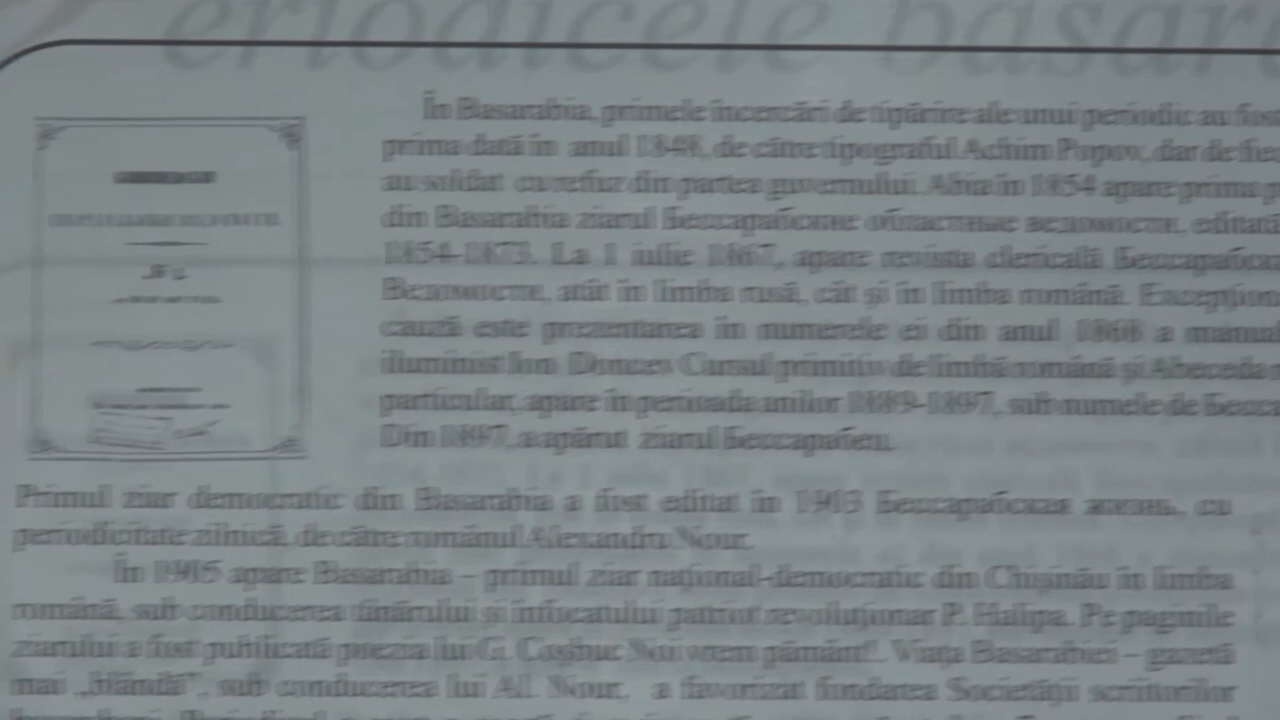 eriodicele basar
În Basarabia, primele încercări de tipărire ale unui periodic au fost
prima dată în anul 1848, de către tipograful Achim Popov, dar de fie
au soldat cu refuz din partea guvernului. Abia în 1854 apare prima
din Basarabia ziarul Бессарабские областные ведомости, editată
1854-1873. La 1 iulie 1867, apare revista clericală
Ведомости, atât în limba rusă, cât și în limba română.
cauză este prezentarea în numerele ei din anul 1868 a
iluminist Ion Doncev Cursul primitiv de limbă română și Abeceda
particular, apare în perioada anilor 1889-1897, sub numele de
Din 1897, a apărut ziarul Бессарабец.
Primul ziar democratic din Basarabia a fost editat în 1903 Бессарабская жизнь, cu
periodicitate zilnică, de către românul Alexandru Nour.
În 1905 apare Basarabia – primul ziar național-democratic din Chișinău în limba
română, sub conducerea tânărului și înfocatului patriot revoluționar P. Halipa. Pe paginile
ziarului a fost publicată poezia lui G. Coșbuc Noi vrem pământ!. Viața Basarabiei – gazetă
mai „blândă”, sub conducerea lui Al. Nour, a favorizat fondarea Societății scriitorilor